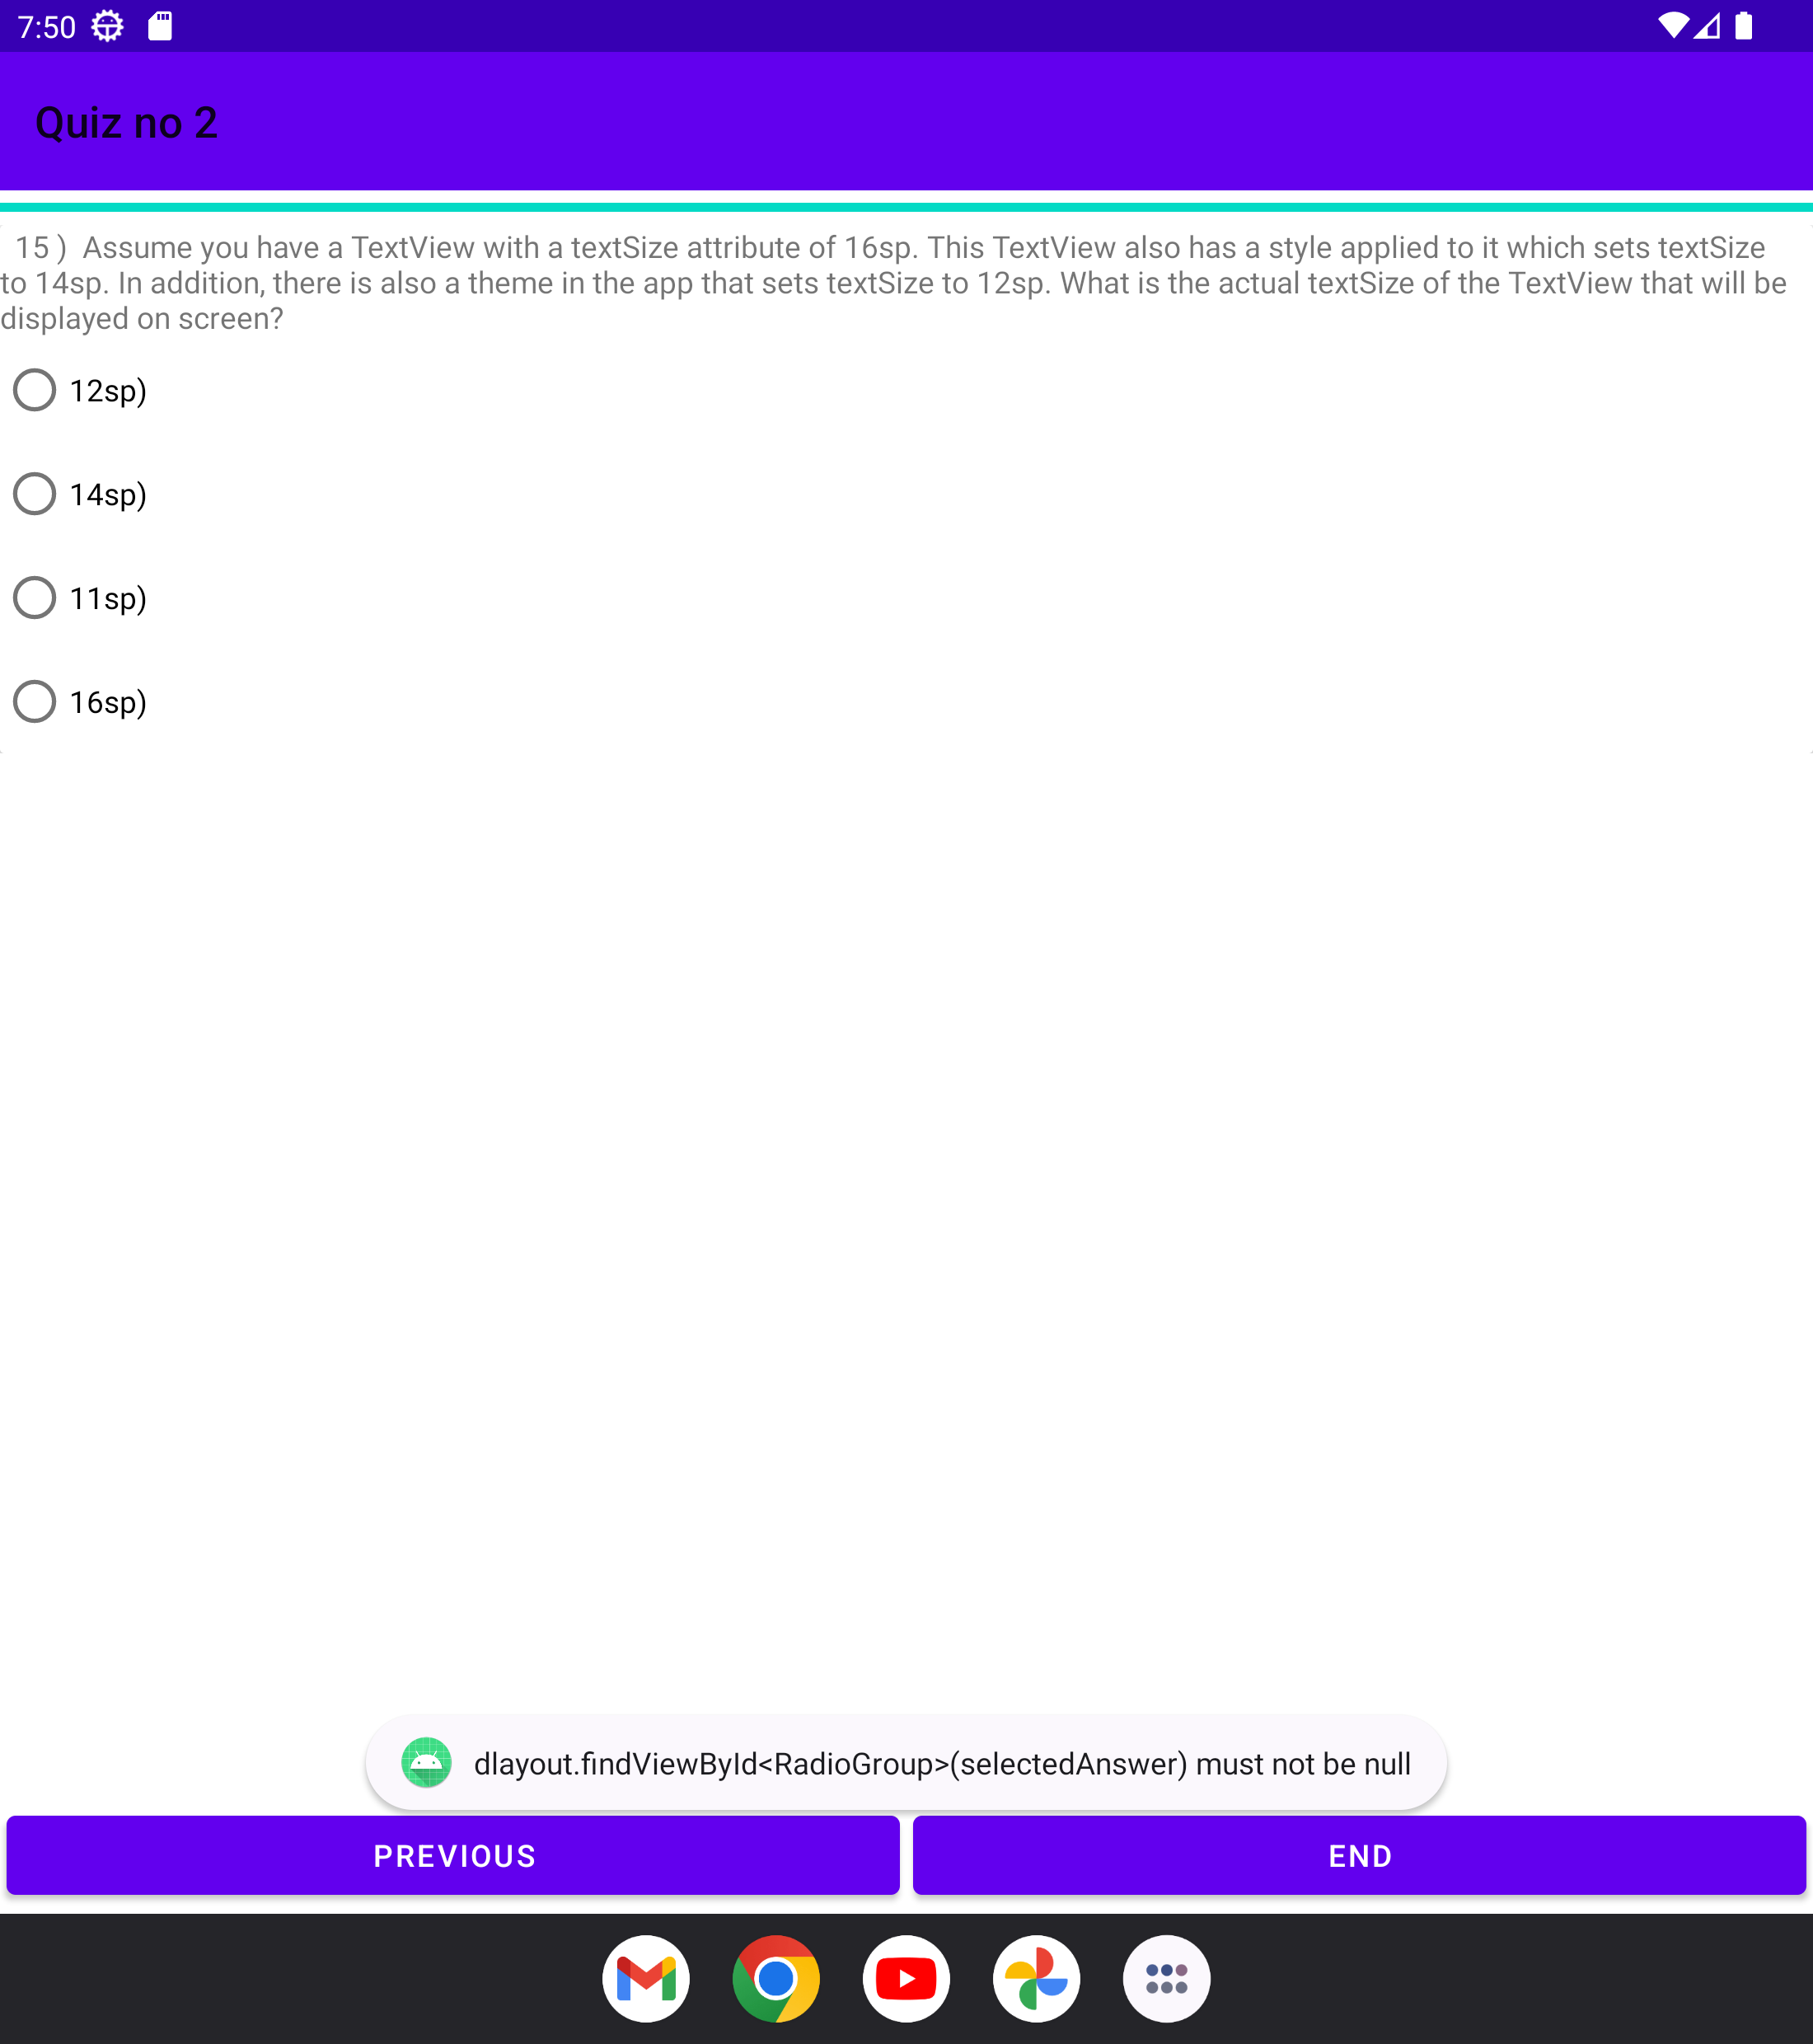 7:50
Quiz no 2
15 )  Assume you have a TextView with a textSize attribute of 16sp. This TextView also has a style applied to it which sets textSize
to 14sp. In addition, there is also a theme in the app that sets textSize to 12sp. What is the actual textSize of the TextView that will be
displayed on screen?
12sp)
14sp)
11sp)
16sp)
dlayout.findViewById<RadioGroup>(selectedAnswer) must not be null
PREVIOUS
END